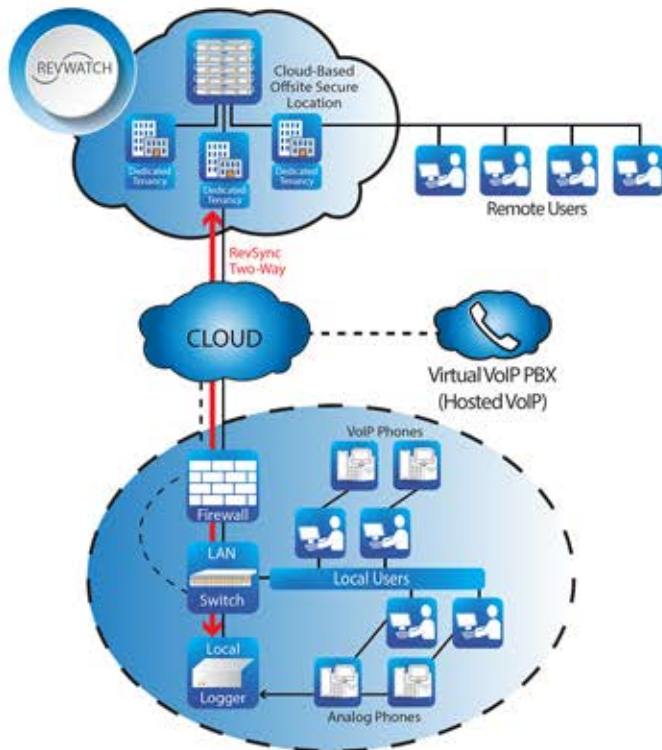 REVWATCH
Cloud-Based
Offsite Secure
Location
Dedicated
Tenancy
Dedicated
Tenancy
Dedicated
Tenancy
Remote Users
RevSync
Two-Way
CLOUD
Virtual VoIP PBX
(Hosted VoIP)
VoIP Phones
Firewall
LAN
Switch
Local Users
Local
Logger
Analog Phones